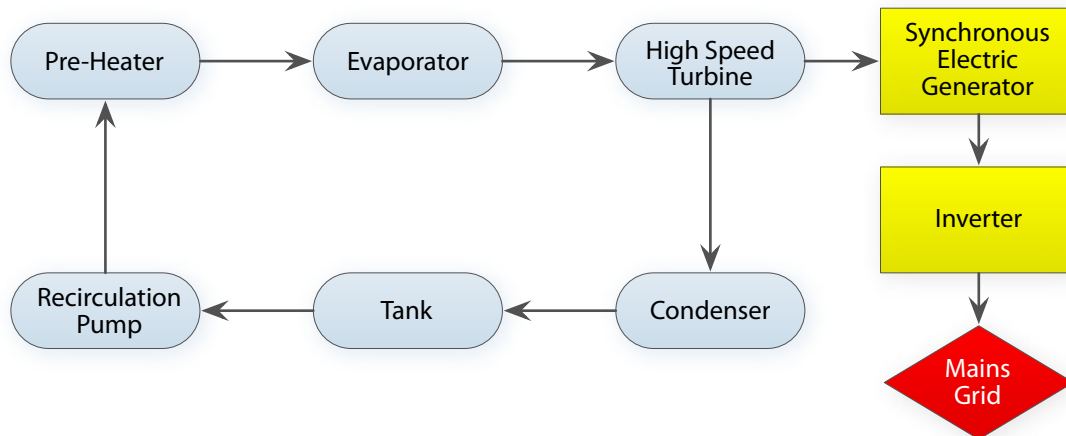 Pre-Heater
Evaporator
High Speed
Turbine
Synchronous
Electric
Generator
Inverter
Recirculation
Pump
Tank
Condenser
Mains
Grid